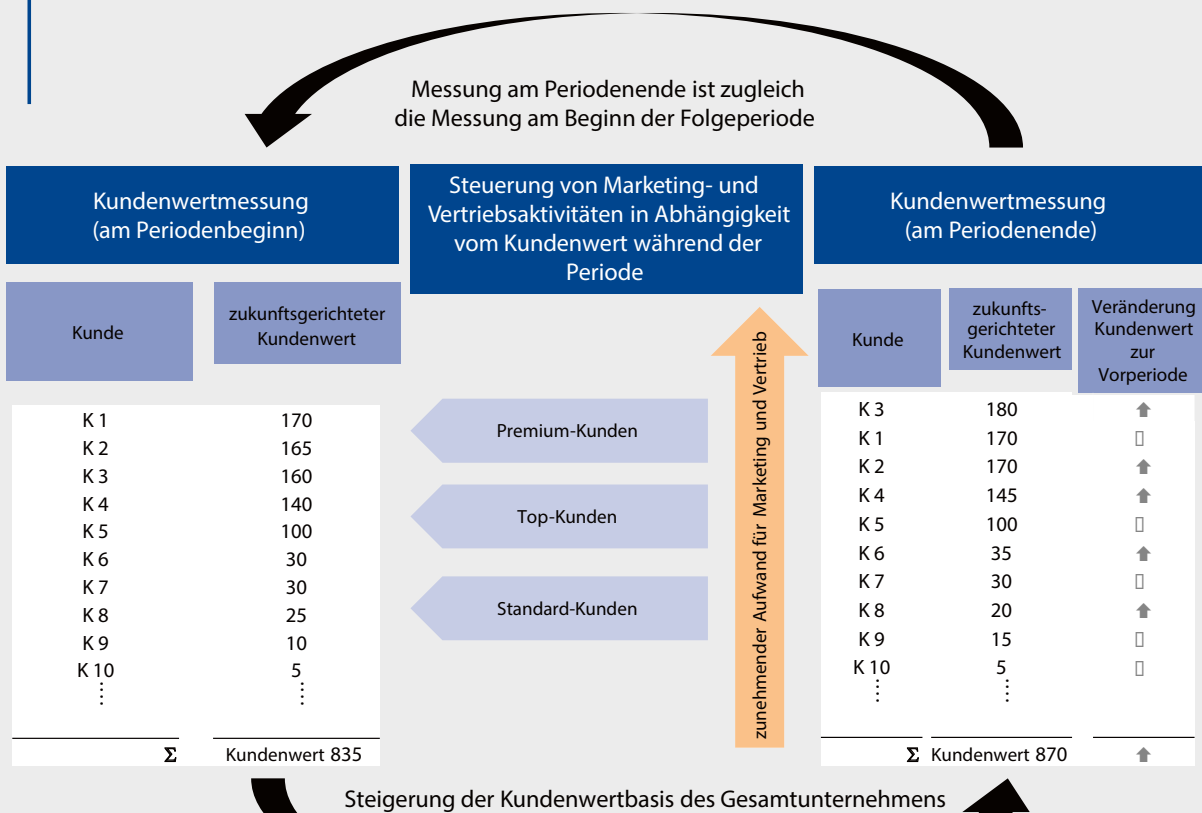 Messung am Periodenende ist zugleich
die Messung am Beginn der Folgeperiode
Kundenwertmessung
(am Periodenbeginn)
Steuerung von Marketing- und
Vertriebsaktivitäten in Abhängigkeit
vom Kundenwert während der
Periode
Kundenwertmessung
(am Periodenende)
Kunde
zukunftsgerichteter
Kundenwert
K 1 170
K 2 165
K 3 160
K 4 140
K 5 100
K 6 30
K 7 30
K 8 25
K 9 10
K 10 5
⋮ ⋮
Σ Kundenwert 835
Premium-Kunden
Top-Kunden
Standard-Kunden
zunehmender Aufwand für Marketing und Vertrieb
Kunde
zukunfts-
gerichteter
Kundenwert
Veränderung
Kundenwert
zur
Vorperiode
K 3 180 ⬆
K 1 170 ▯
K 2 170 ⬆
K 4 145 ⬆
K 5 100 ▯
K 6 35 ⬆
K 7 30 ▯
K 8 20 ⬆
K 9 15 ▯
K 10 5 ▯
⋮ ⋮
Σ Kundenwert 870 ⬆
Steigerung der Kundenwertbasis des Gesamtunternehmens